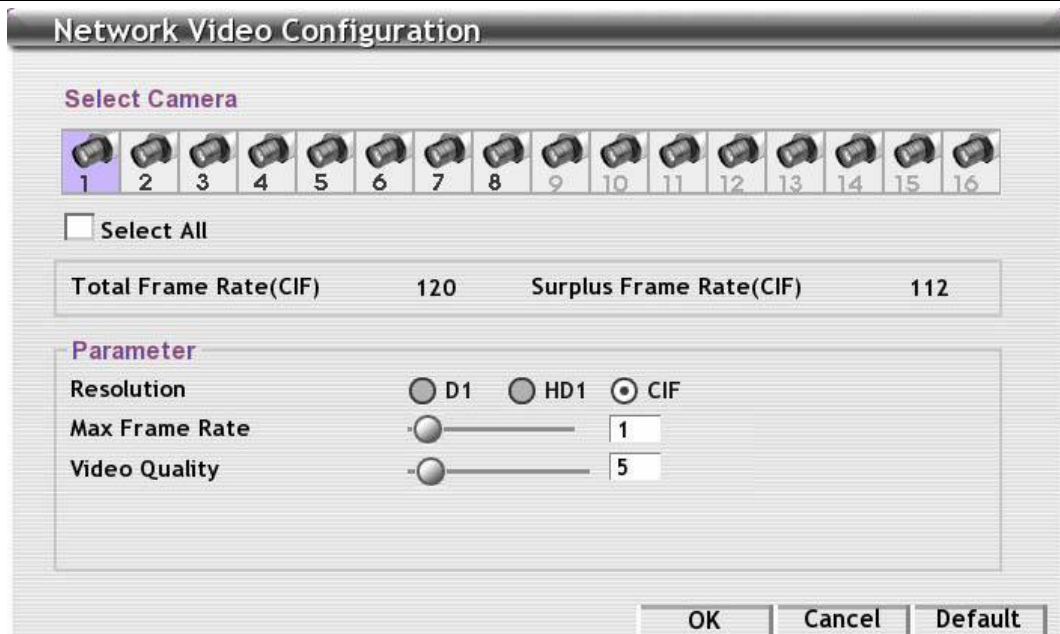 Network Video Configuration
Select Camera
1 2 3 4 5 6 7 8 9 10 11 12 13 14 15 16
Select All
Total Frame Rate(CIF) 120 Surplus Frame Rate(CIF) 112
Parameter
Resolution D1 HD1 CIF
Max Frame Rate 1
Video Quality 5
OK Cancel Default